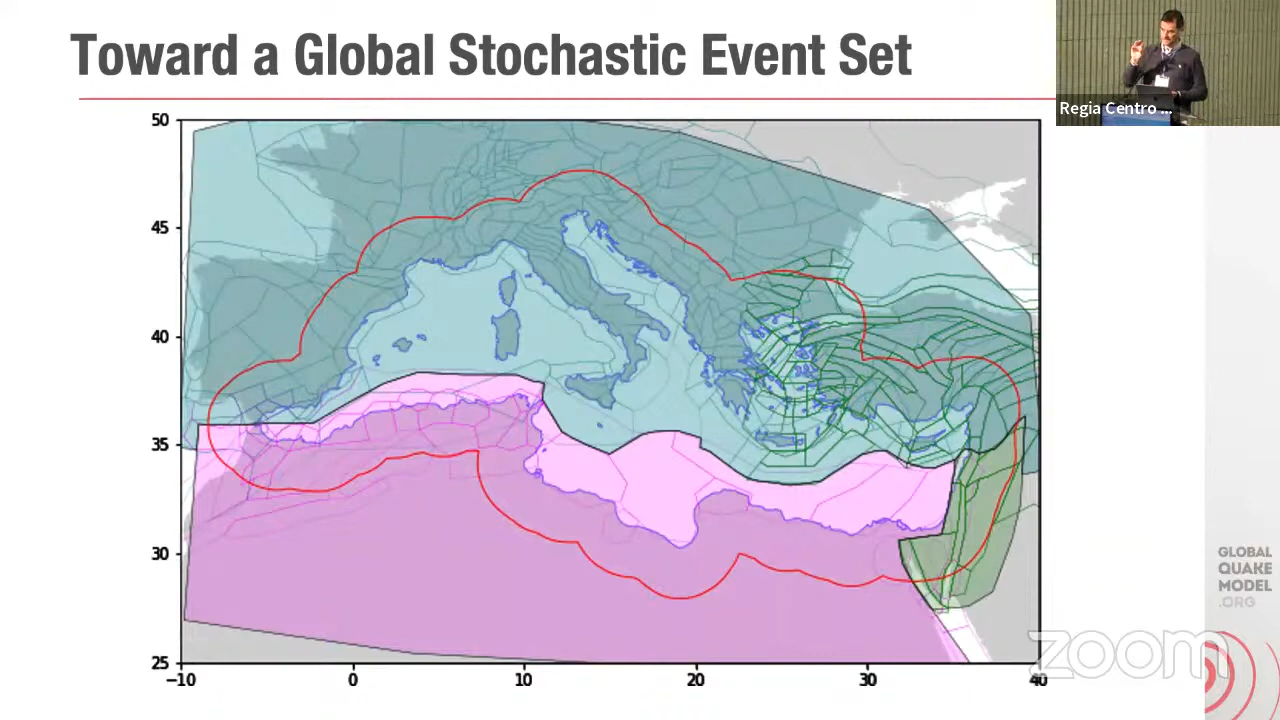 Toward a Global Stochastic Event Set
Regia Centro ...
50
45
40
35
30
25
−10
0
10
20
30
40
GLOBAL
QUAKE
MODEL
.ORG
zoom